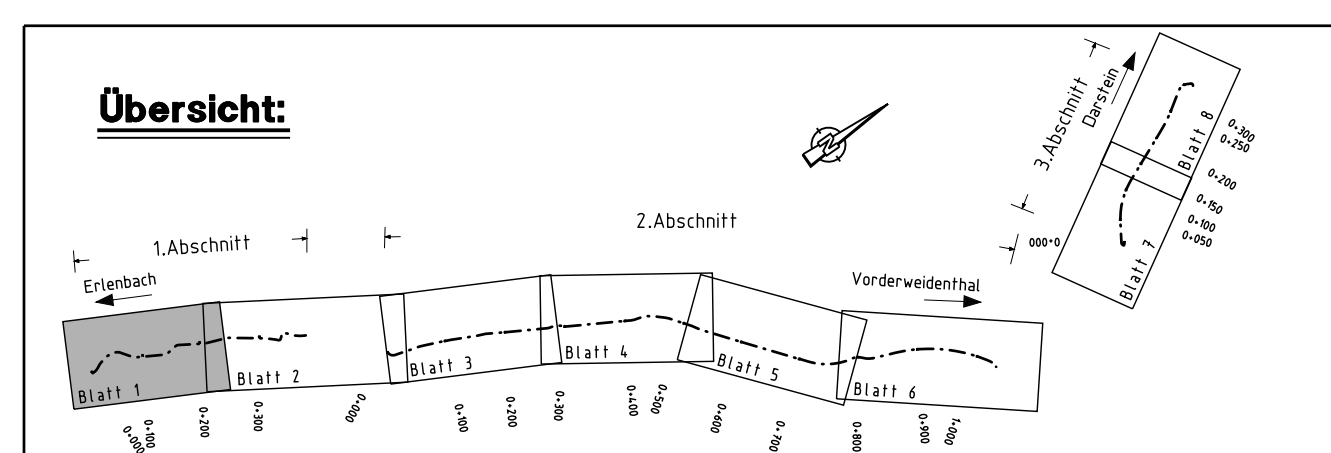 Übersicht:
N
1.Abschnitt
2.Abschnitt
3.Abschnitt
Darstein
Erlenbach
Vorderweidenthal
Blatt 1
Blatt 2
Blatt 3
Blatt 4
Blatt 5
Blatt 6
Blatt 7
Blatt 8
0+000
0+100
0+200
0+300
0+000
0+100
0+200
0+300
0+400
0+500
0+600
0+700
0+800
0+900
1+000
0+000
0+050
0+100
0+150
0+200
0+250
0+300